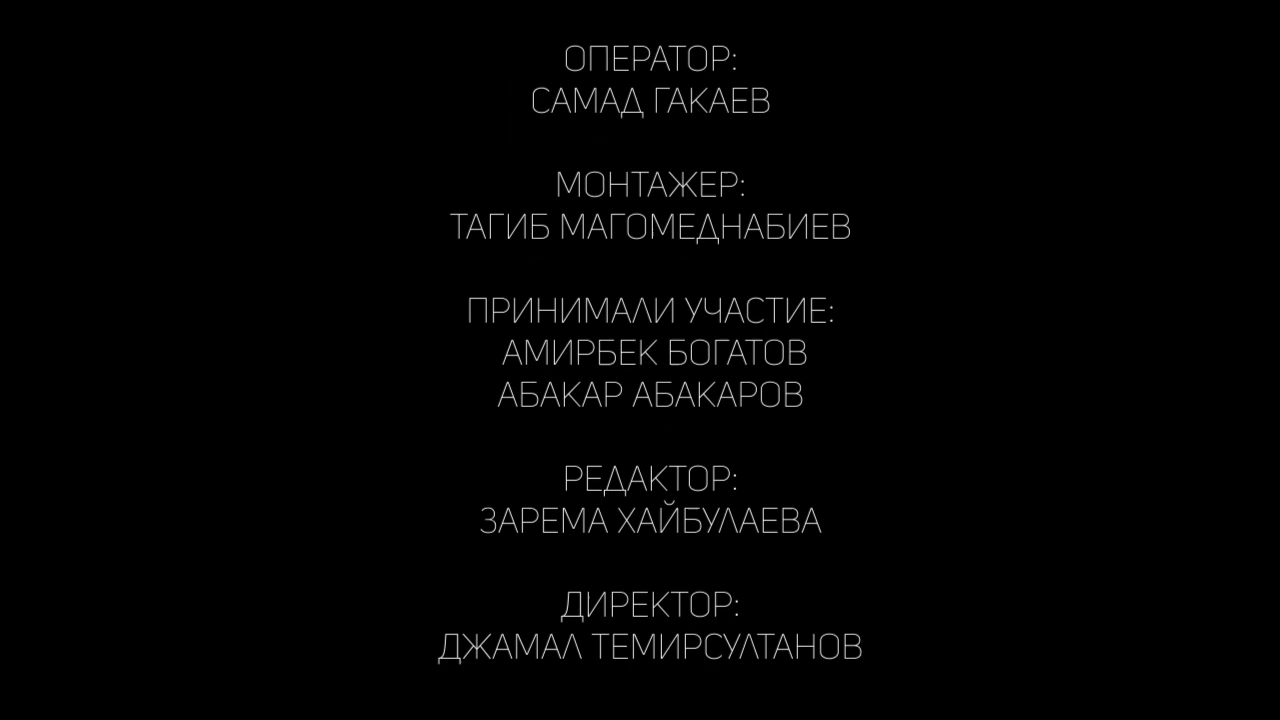 ОПЕРАТОР:
САМАД ГАКАЕВ
МОНТАЖЕР:
ТАГИБ МАГОМЕДНАБИЕВ
ПРИНИМАЛИ УЧАСТИЕ:
АМИРБЕК БОГАТОВ
АБАКАР АБАКАРОВ
РЕДАКТОР:
ЗАРЕМА ХАЙБУЛАЕВА
ДИРЕКТОР:
ДЖАМАЛ ТЕМИРСУЛТАНОВ